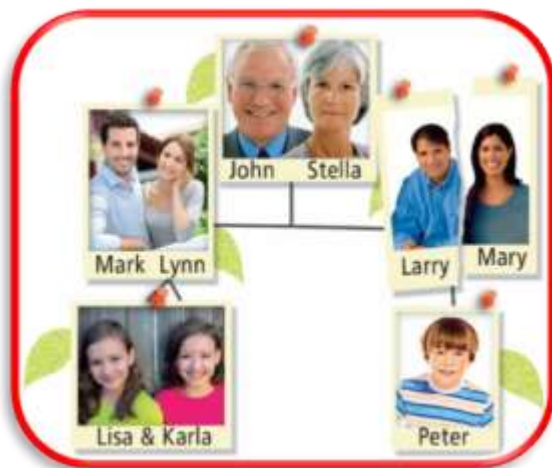 John Stella
Mark Lynn
Larry
Mary
Lisa & Karla
Peter